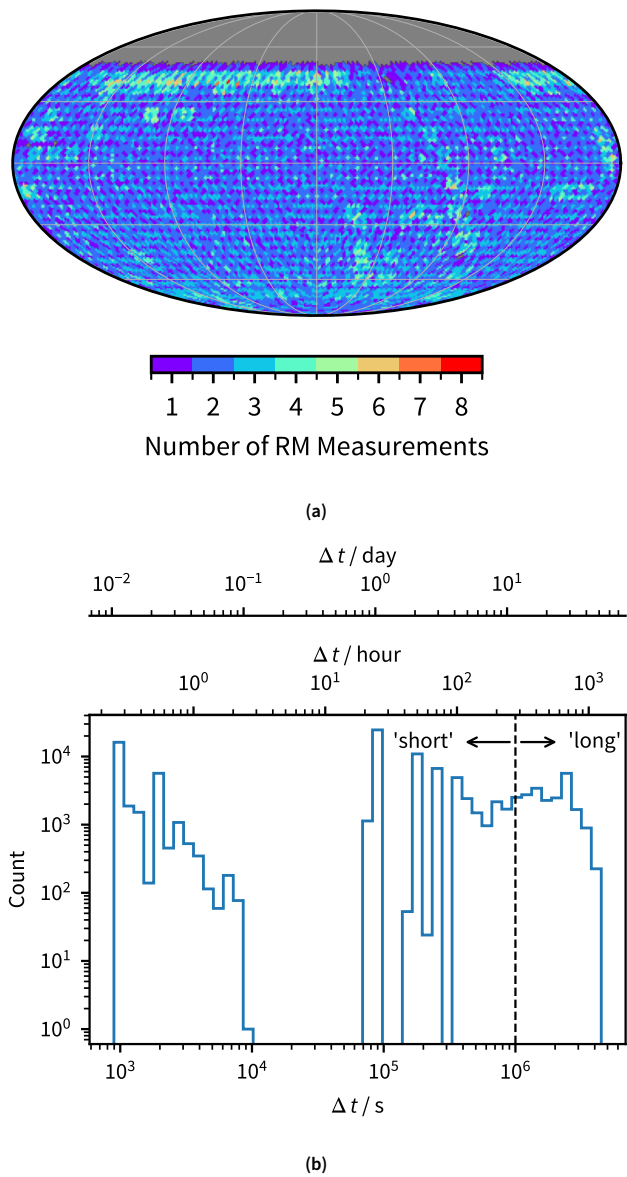 1 2 3 4 5 6 7 8
Number of RM Measurements
(a)
Δ t / day
10⁻² 10⁻¹ 10⁰ 10¹
Δ t / hour
10⁰ 10¹ 10² 10³
'short' 'long'
10⁴
10³
10²
10¹
10⁰
Count
10³ 10⁴ 10⁵ 10⁶
Δ t / s
(b)